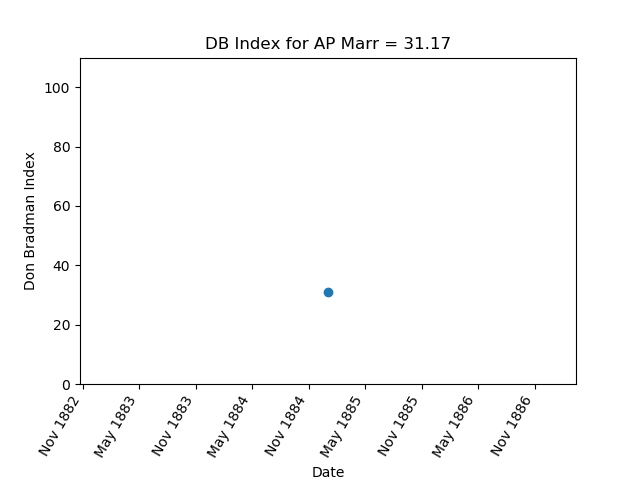 DB Index for AP Marr = 31.17
Don Bradman Index
100
80
60
40
20
0
Nov 1882
May 1883
Nov 1883
May 1884
Nov 1884
May 1885
Nov 1885
May 1886
Nov 1886
Date